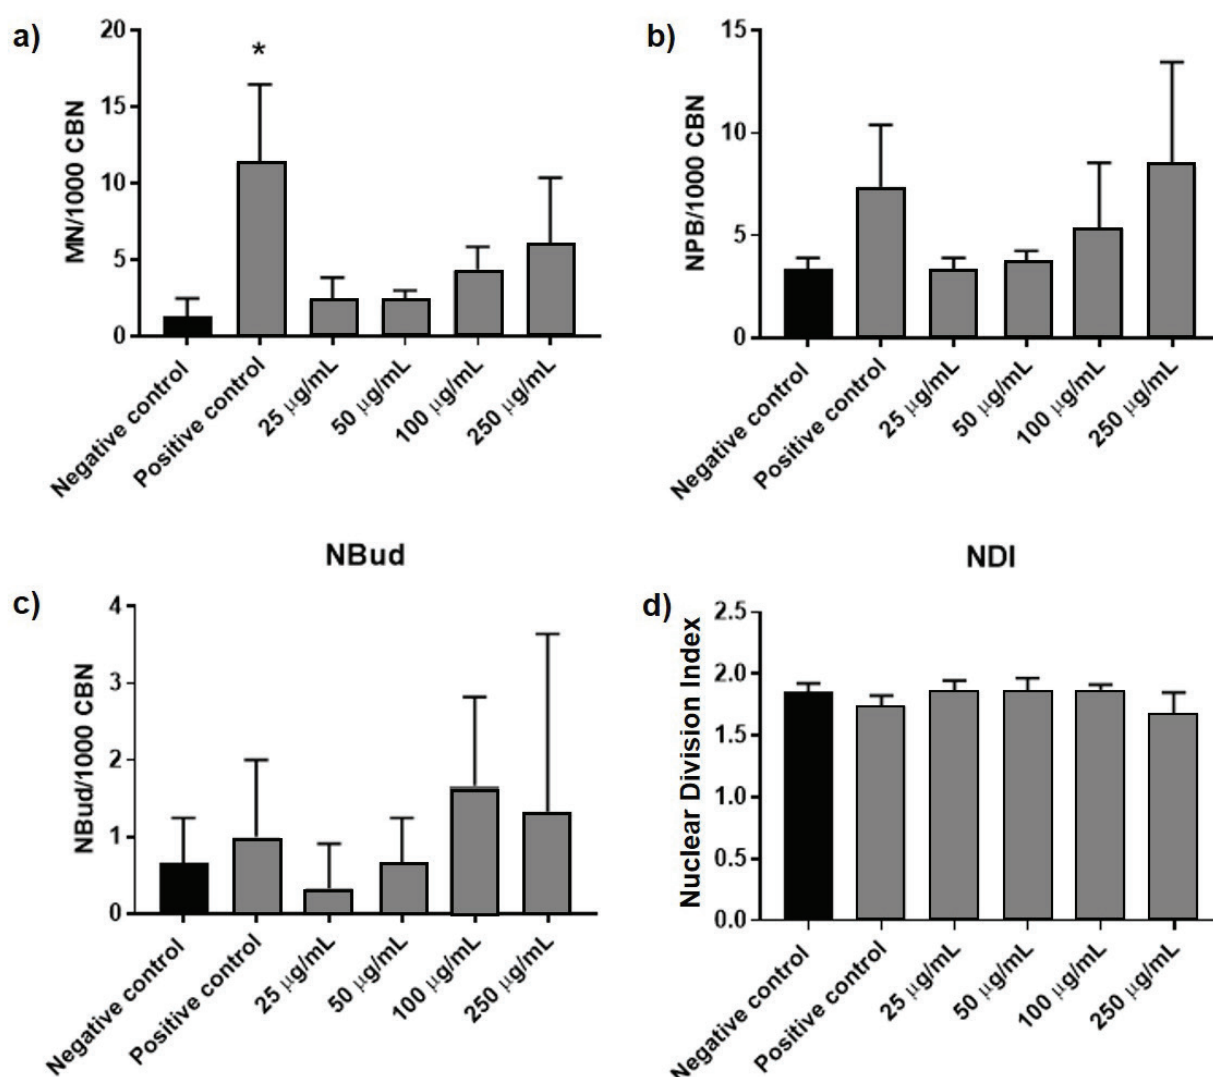 a)
20
15
10
5
0
MN/1000 CBN
*
Negative control
Positive control
25 μg/mL
50 μg/mL
100 μg/mL
250 μg/mL
b)
15
10
5
0
NPB/1000 CBN
Negative control
Positive control
25 μg/mL
50 μg/mL
100 μg/mL
250 μg/mL
NBud
c)
4
3
2
1
0
NBud/1000 CBN
Negative control
Positive control
25 μg/mL
50 μg/mL
100 μg/mL
250 μg/mL
NDI
d)
2.5
2.0
1.5
1.0
0.5
0.0
Nuclear Division Index
Negative control
Positive control
25 μg/mL
50 μg/mL
100 μg/mL
250 μg/mL